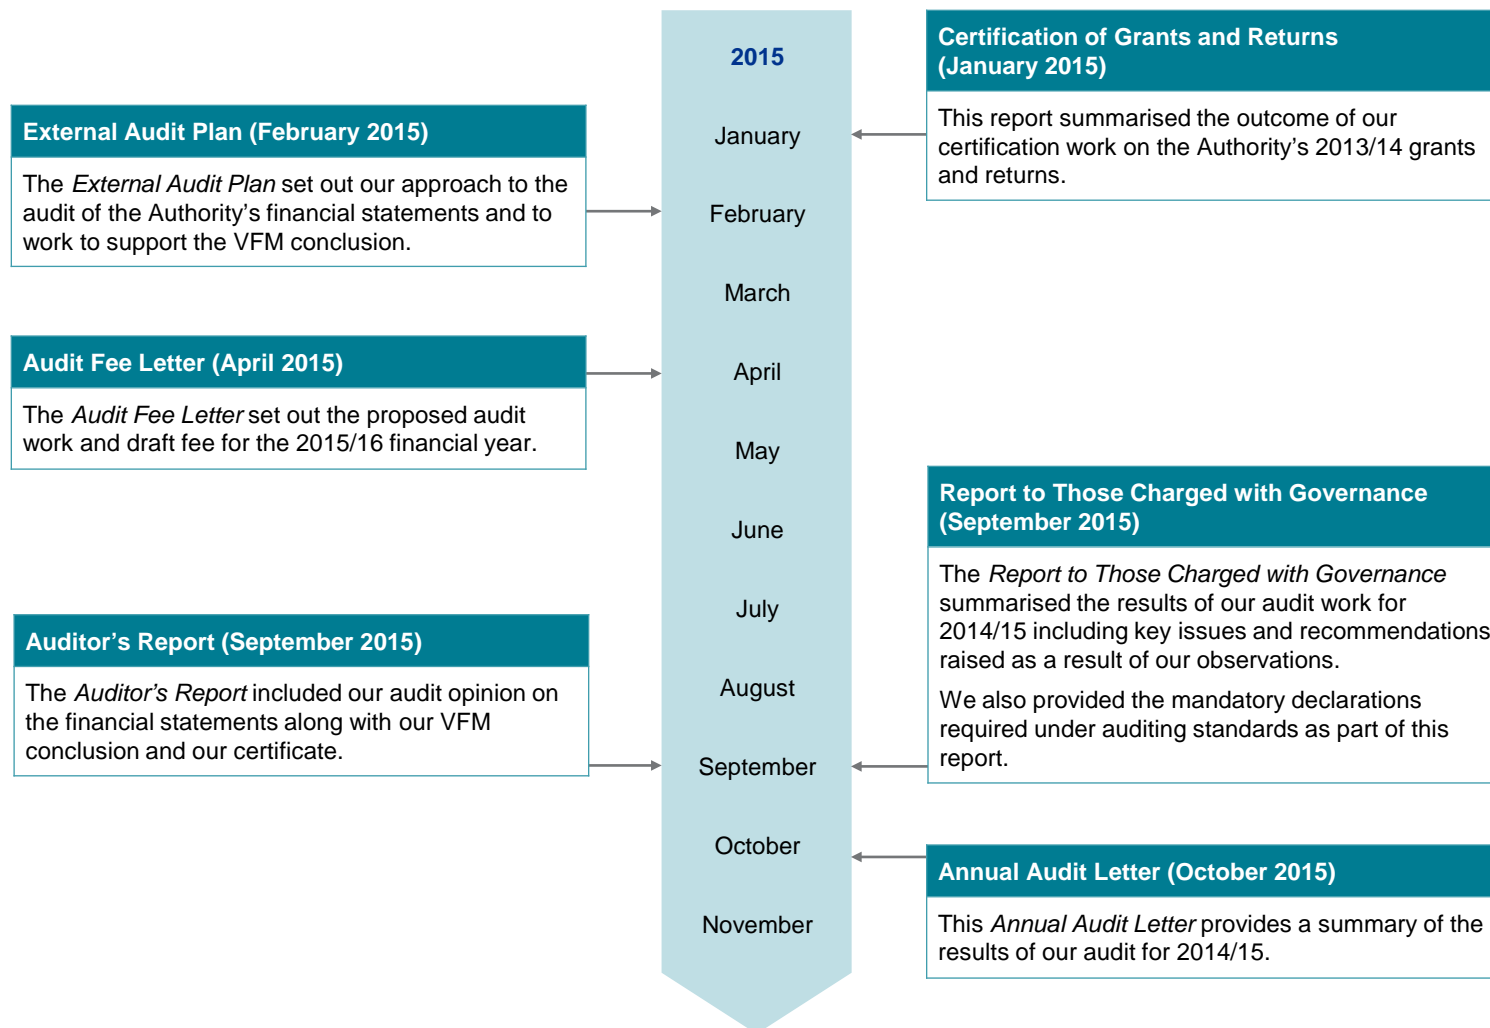 2015
January
February
March
April
May
June
July
August
September
October
November
External Audit Plan (February 2015)
The External Audit Plan set out our approach to the
audit of the Authority’s financial statements and to
work to support the VFM conclusion.
Audit Fee Letter (April 2015)
The Audit Fee Letter set out the proposed audit
work and draft fee for the 2015/16 financial year.
Auditor’s Report (September 2015)
The Auditor’s Report included our audit opinion on
the financial statements along with our VFM
conclusion and our certificate.
Certification of Grants and Returns
(January 2015)
This report summarised the outcome of our
certification work on the Authority’s 2013/14 grants
and returns.
Report to Those Charged with Governance
(September 2015)
The Report to Those Charged with Governance
summarised the results of our audit work for
2014/15 including key issues and recommendations
raised as a result of our observations.
We also provided the mandatory declarations
required under auditing standards as part of this
report.
Annual Audit Letter (October 2015)
This Annual Audit Letter provides a summary of the
results of our audit for 2014/15.